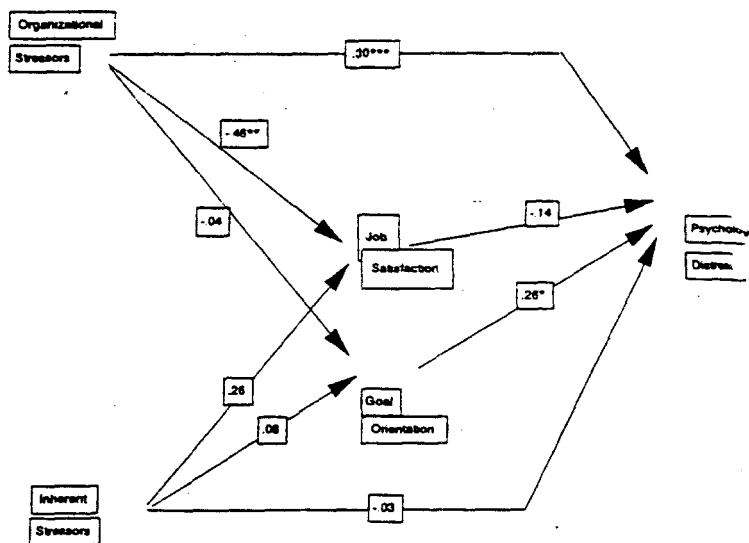 Organizational
Stressors
.30***
-.46**
-.04
Job
Satisfaction
-.14
Goal
Orientation
.26*
.26
.08
Inherent
Stressors
-.03